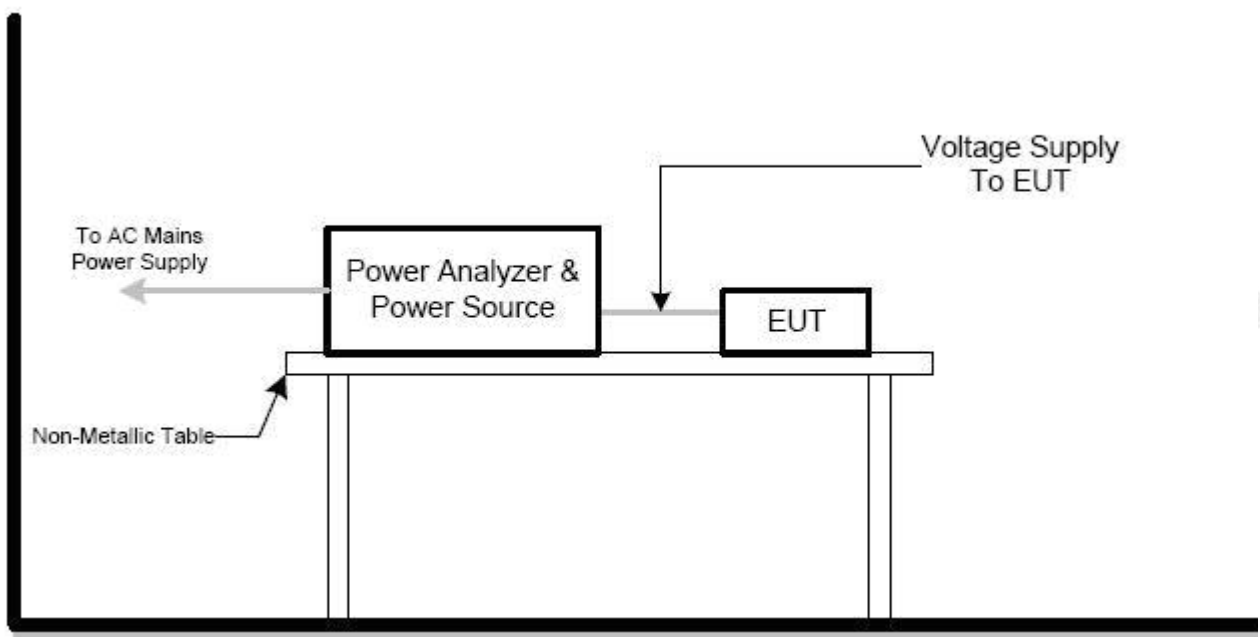 Voltage Supply
To EUT
To AC Mains
Power Supply
Power Analyzer &
Power Source
EUT
Non-Metallic Table